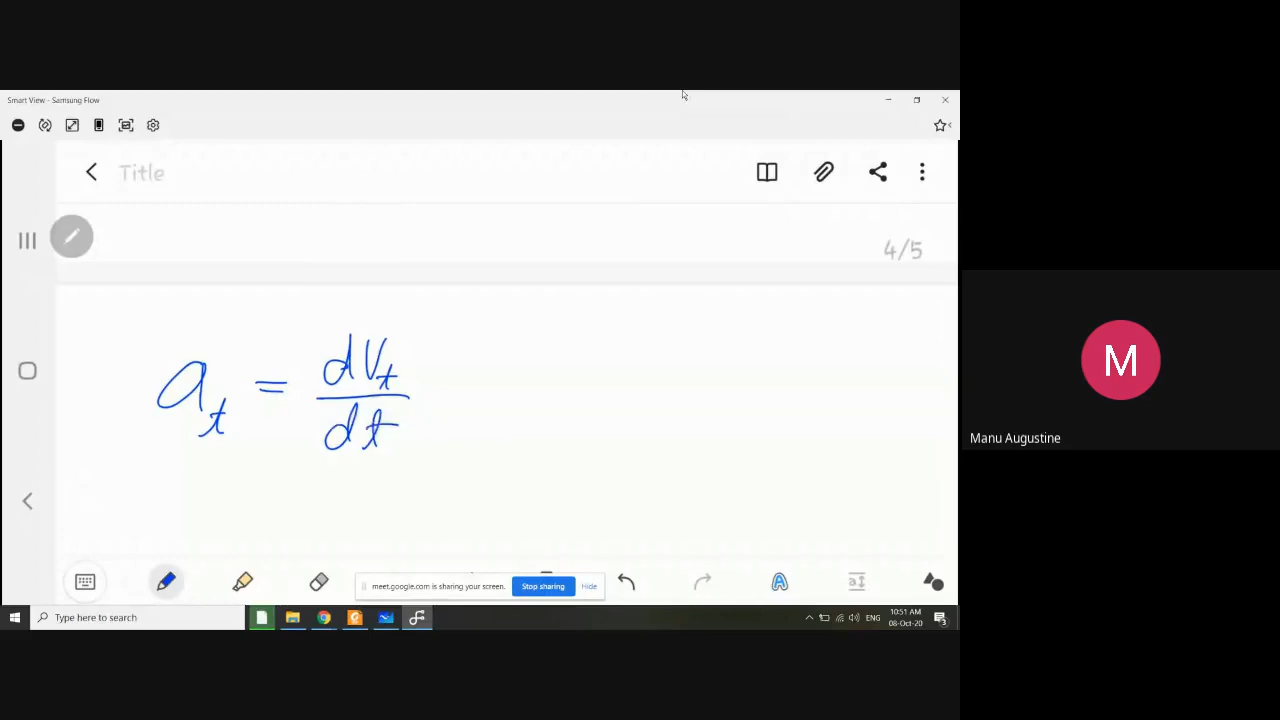 Smart View - Samsung Flow
Title
4/5
a_t = dV_t/dt
meet.google.com is sharing your screen. Stop sharing Hide
Type here to search
ENG
10:51 AM
08-Oct-20
3
M
Manu Augustine